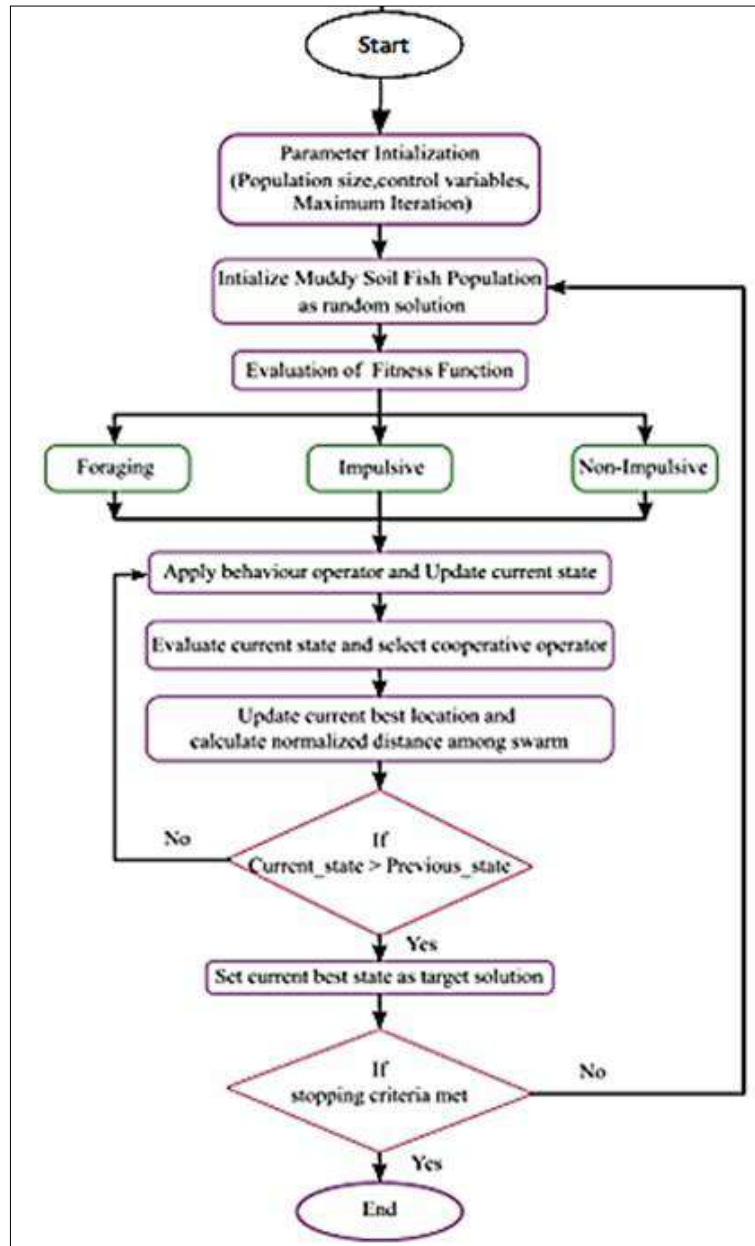 Start
Parameter Intialization
(Population size,control variables,
Maximum Iteration)
Intialize Muddy Soil Fish Population
as random solution
Evaluation of Fitness Function
Foraging
Impulsive
Non-Impulsive
Apply behaviour operator and Update current state
Evaluate current state and select cooperative operator
Update current best location and
calculate normalized distance among swarm
If
Current_state > Previous_state
No
Yes
Set current best state as target solution
If
stopping criteria met
No
Yes
End